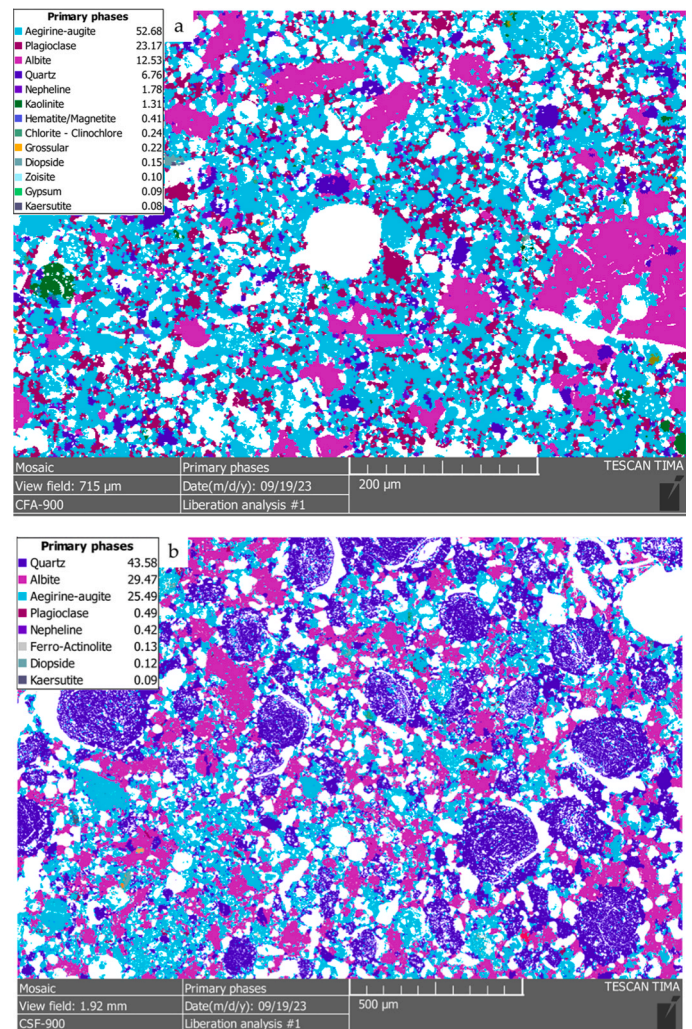 Primary phases
Aegirine-augite 52.68
Plagioclase 23.17
Albite 12.53
Quartz 6.76
Nepheline 1.78
Kaolinite 1.31
Hematite/Magnetite 0.41
Chlorite - Clinochlore 0.24
Grossular 0.22
Diopside 0.15
Zoisite 0.10
Gypsum 0.09
Kaersutite 0.08
a
Mosaic Primary phases TESCAN TIMA
View field: 715 µm Date(m/d/y): 09/19/23 200 µm
CFA-900 Liberation analysis #1
Primary phases
Quartz 43.58
Albite 29.47
Aegirine-augite 25.49
Plagioclase 0.49
Nepheline 0.42
Ferro-Actinolite 0.13
Diopside 0.12
Kaersutite 0.09
b
Mosaic Primary phases TESCAN TIMA
View field: 1.92 mm Date(m/d/y): 09/19/23 500 µm
CSF-900 Liberation analysis #1